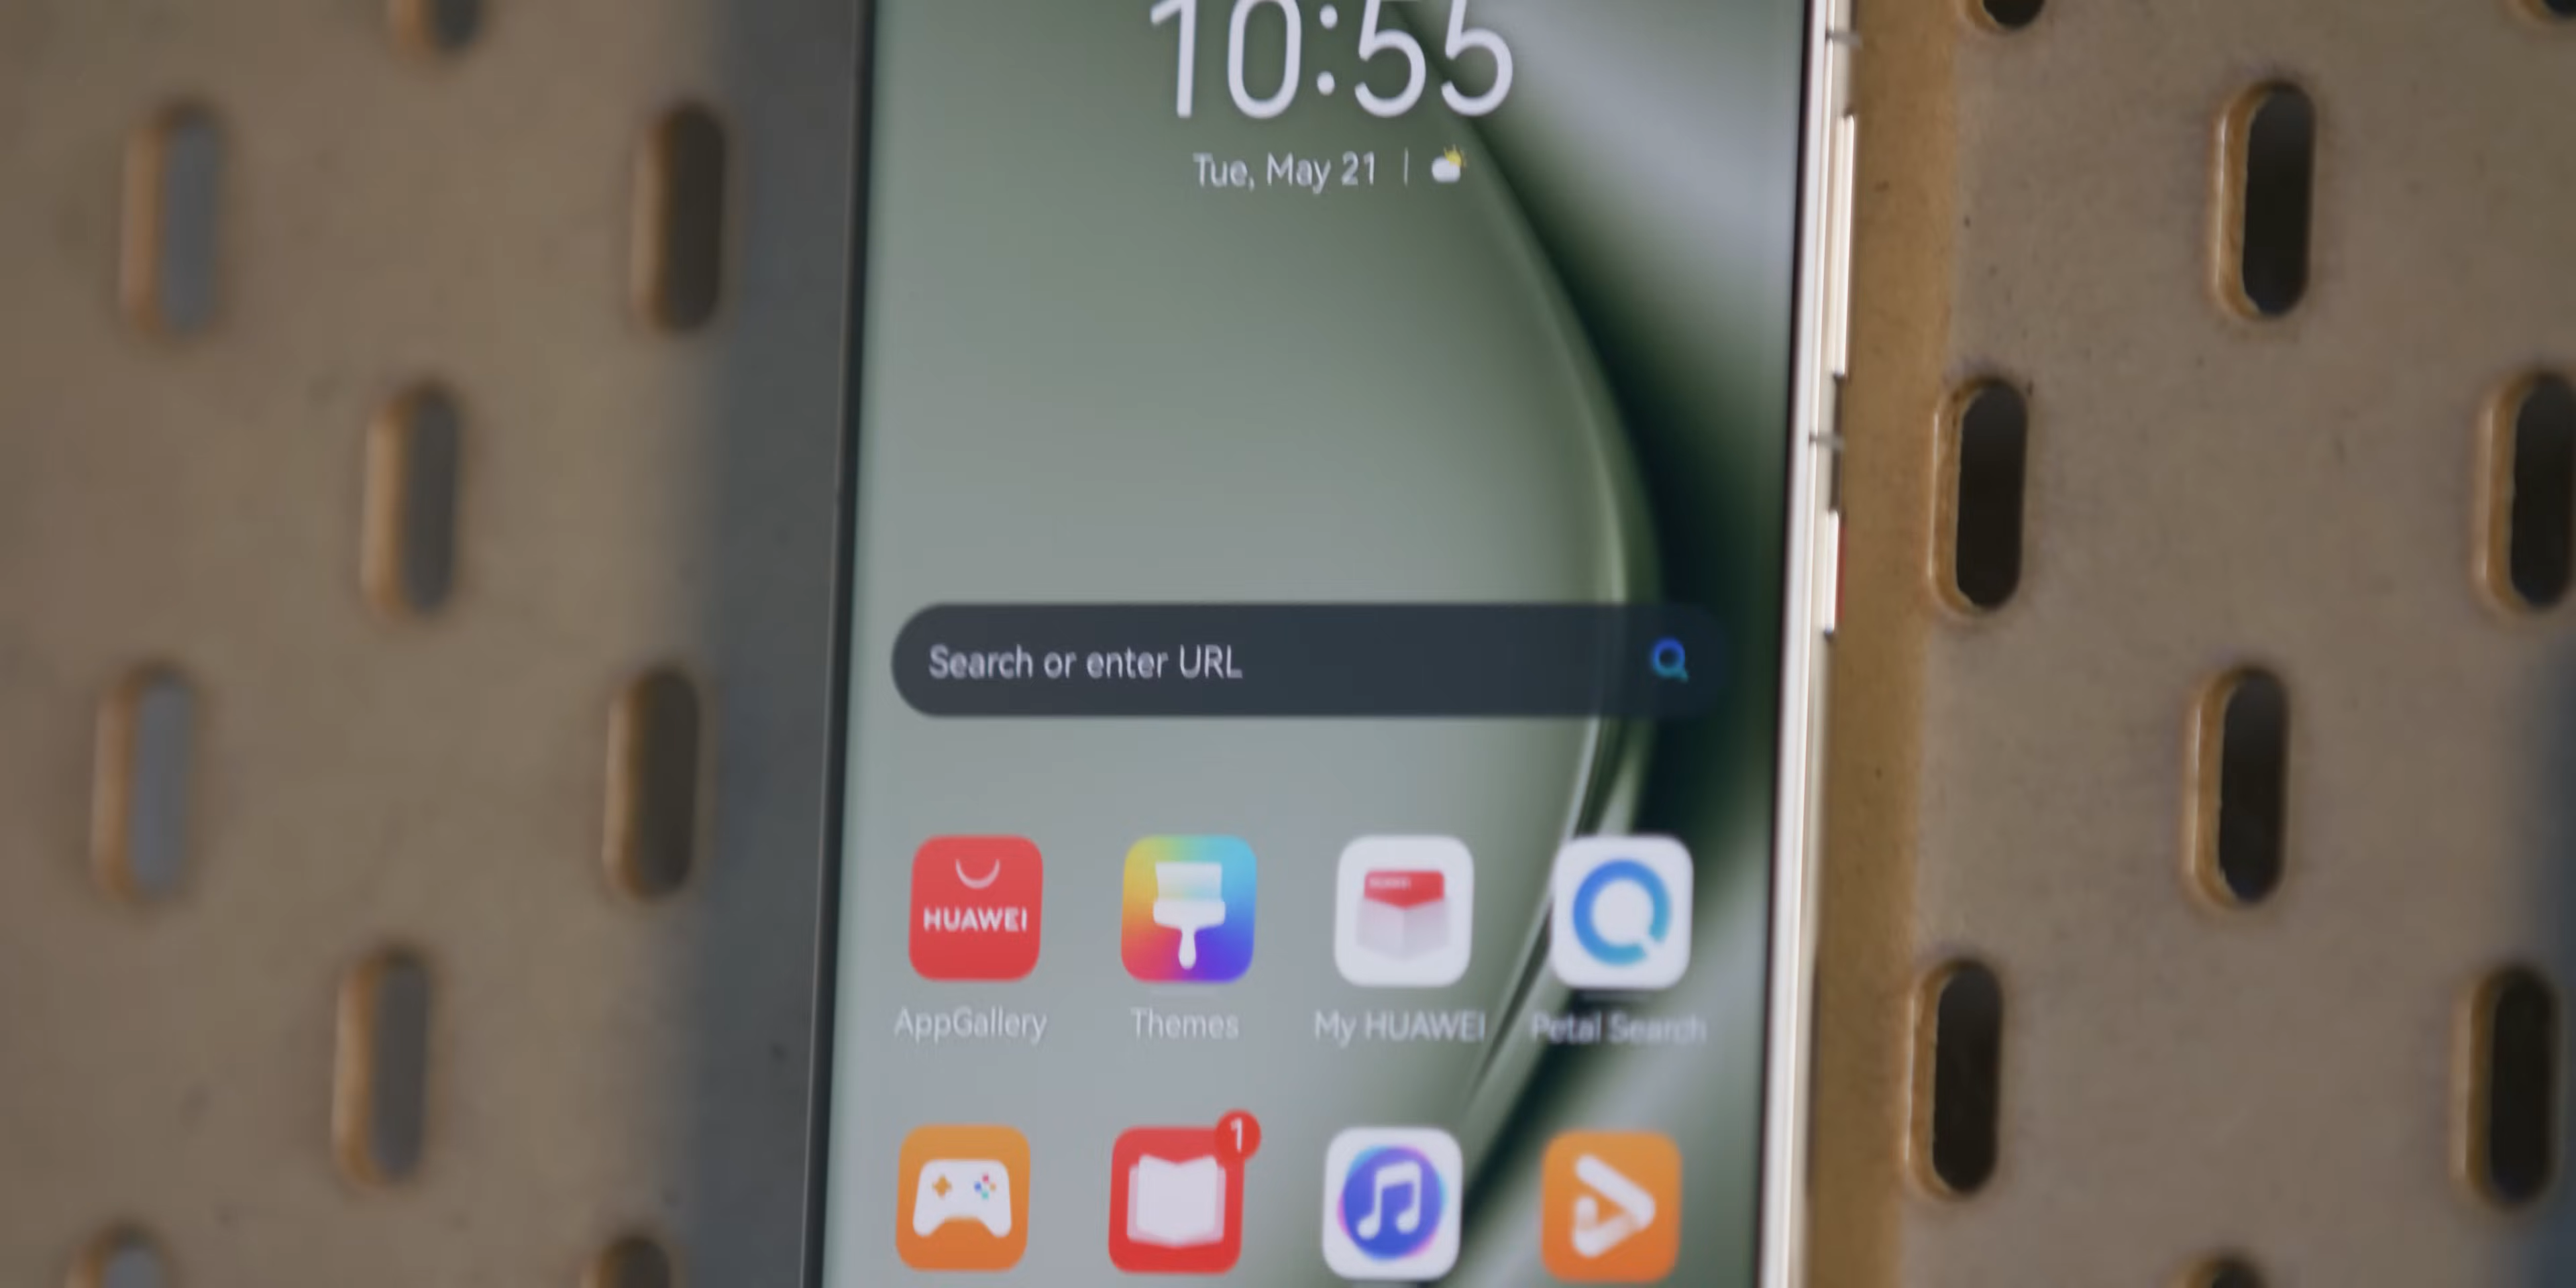 10:55
Tue, May 21
Search or enter URL
HUAWEI
AppGallery
Themes
My HUAWEI
Petal Search
1